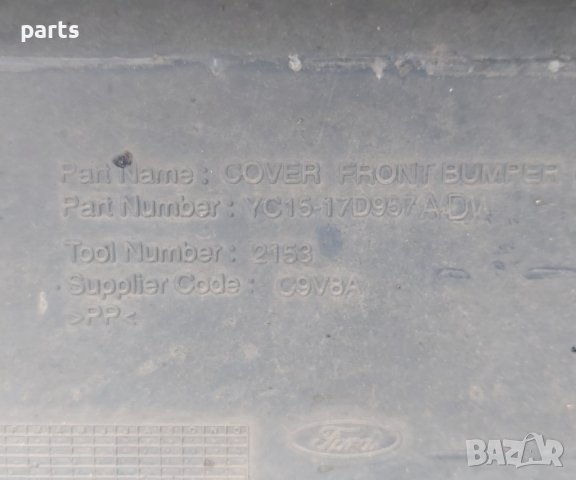 parts
Part Name : COVER FRONT BUMPER
Part Number : YC15-17D957-A-DW
Tool Number : 2153
Supplier Code : C9V8A
>PP<
Ford
BAZAR